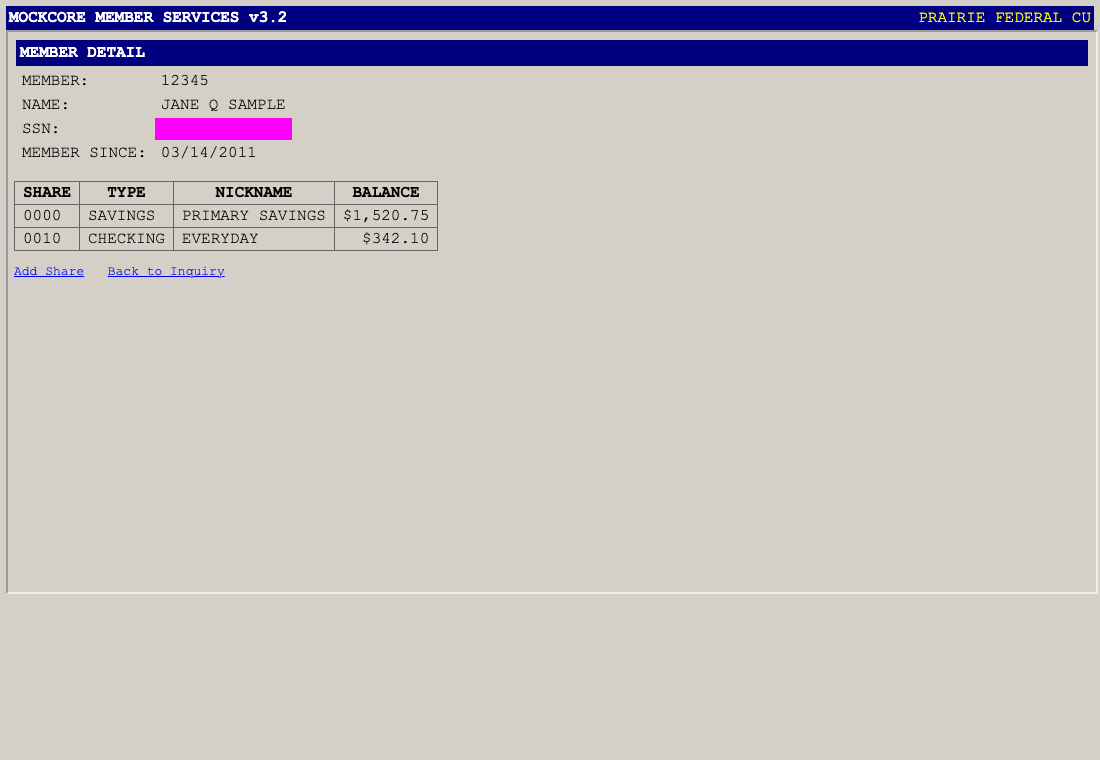 MOCKCORE MEMBER SERVICES v3.2 PRAIRIE FEDERAL CU
MEMBER DETAIL
MEMBER: 12345
NAME: JANE Q SAMPLE
SSN:
MEMBER SINCE: 03/14/2011
SHARE TYPE NICKNAME BALANCE
0000 SAVINGS PRIMARY SAVINGS $1,520.75
0010 CHECKING EVERYDAY $342.10
Add Share Back to Inquiry